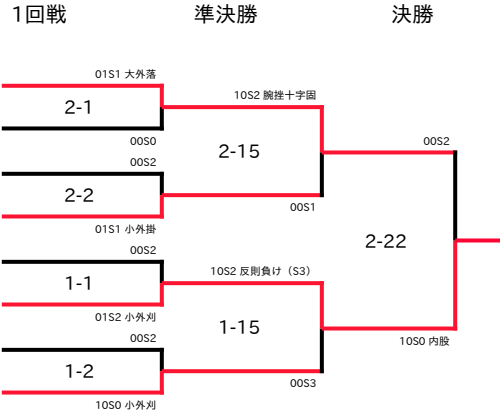 1回戦 準決勝 決勝
01S1 大外落
2-1
00S0
10S2 腕挫十字固
2-15
00S2
2-2
01S1 小外掛
00S1
00S2
2-22
00S2
1-1
01S2 小外刈
10S2 反則負け（S3）
1-15
00S2
1-2
10S0 小外刈
00S3
10S0 内股